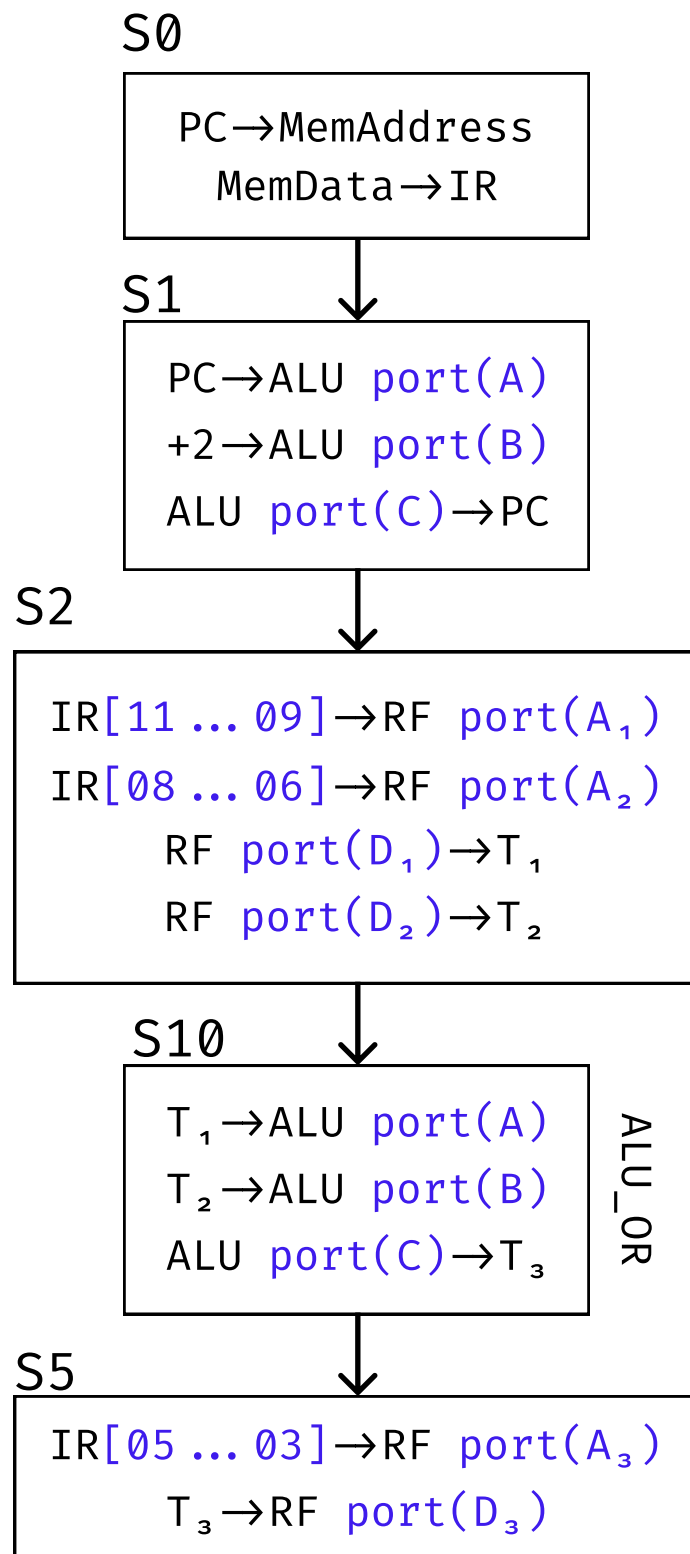 S0
PC→MemAddress
MemData→IR
S1
PC→ALU port(A)
+2→ALU port(B)
ALU port(C)→PC
S2
IR[11 ... 09]→RF port(A₁)
IR[08 ... 06]→RF port(A₂)
RF port(D₁)→T₁
RF port(D₂)→T₂
S10
T₁→ALU port(A)
T₂→ALU port(B)
ALU port(C)→T₃
ALU_OR
S5
IR[05 ... 03]→RF port(A₃)
T₃→RF port(D₃)